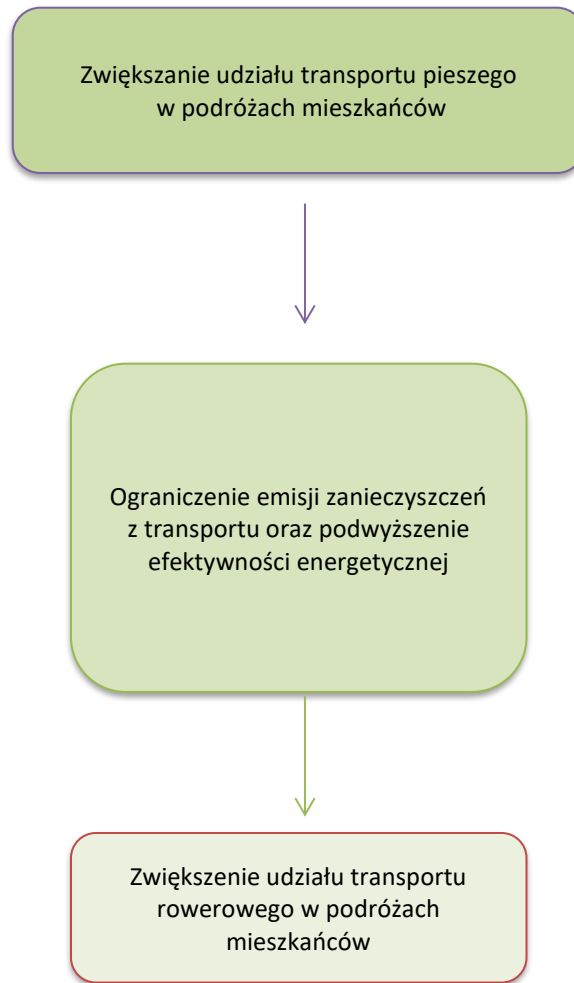 Zwiększanie udziału transportu pieszego
w podróżach mieszkańców
Ograniczenie emisji zanieczyszczeń
z transportu oraz podwyższenie
efektywności energetycznej
Zwiększenie udziału transportu
rowerowego w podróżach
mieszkańców